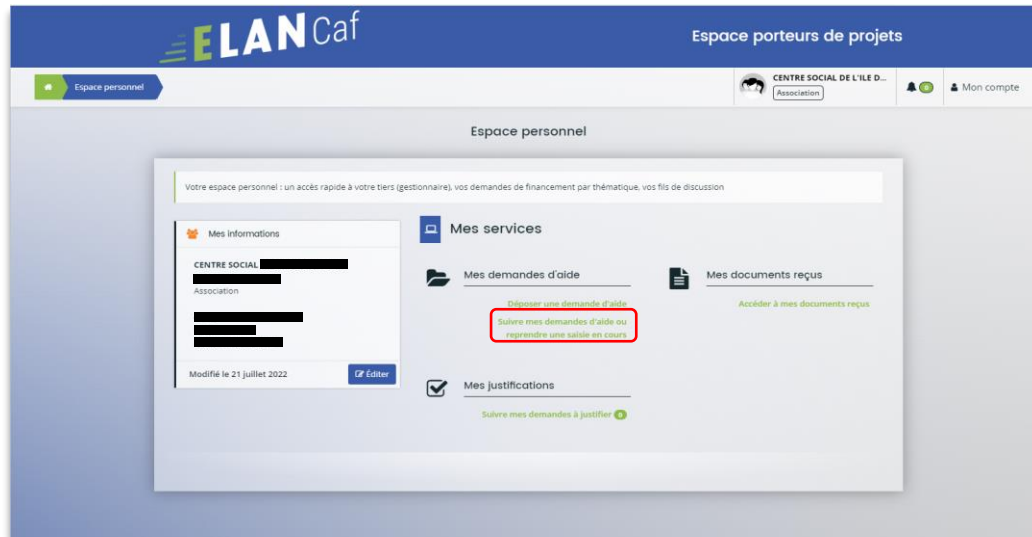 ELAN Caf
Espace porteurs de projets
Espace personnel
CENTRE SOCIAL DE L'ILE D...
Association
0
Mon compte
Espace personnel
Votre espace personnel : un accès rapide à votre tiers (gestionnaire), vos demandes de financement par thématique, vos fils de discussion
Mes informations
CENTRE SOCIAL
Association
Modifié le 21 juillet 2022
Éditer
Mes services
Mes demandes d'aide
Déposer une demande d'aide
Suivre mes demandes d'aide ou
reprendre une saisie en cours
Mes documents reçus
Accéder à mes documents reçus
Mes justifications
Suivre mes demandes à justifier 0